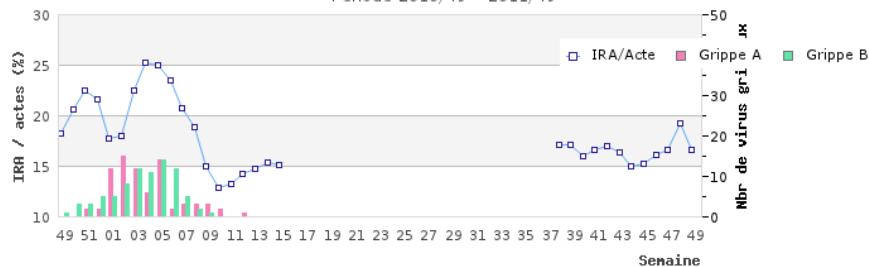 30
50
IRA/Acte
Grippe A
Grippe B
25
40
20
30
15
20
10
10
0
IRA / actes (%)
Nbr de virus gri
49 51 01 03 05 07 09 11 13 15 17 19 21 23 25 27 29 31 33 35 37 39 41 43 45 47 49
Semaine